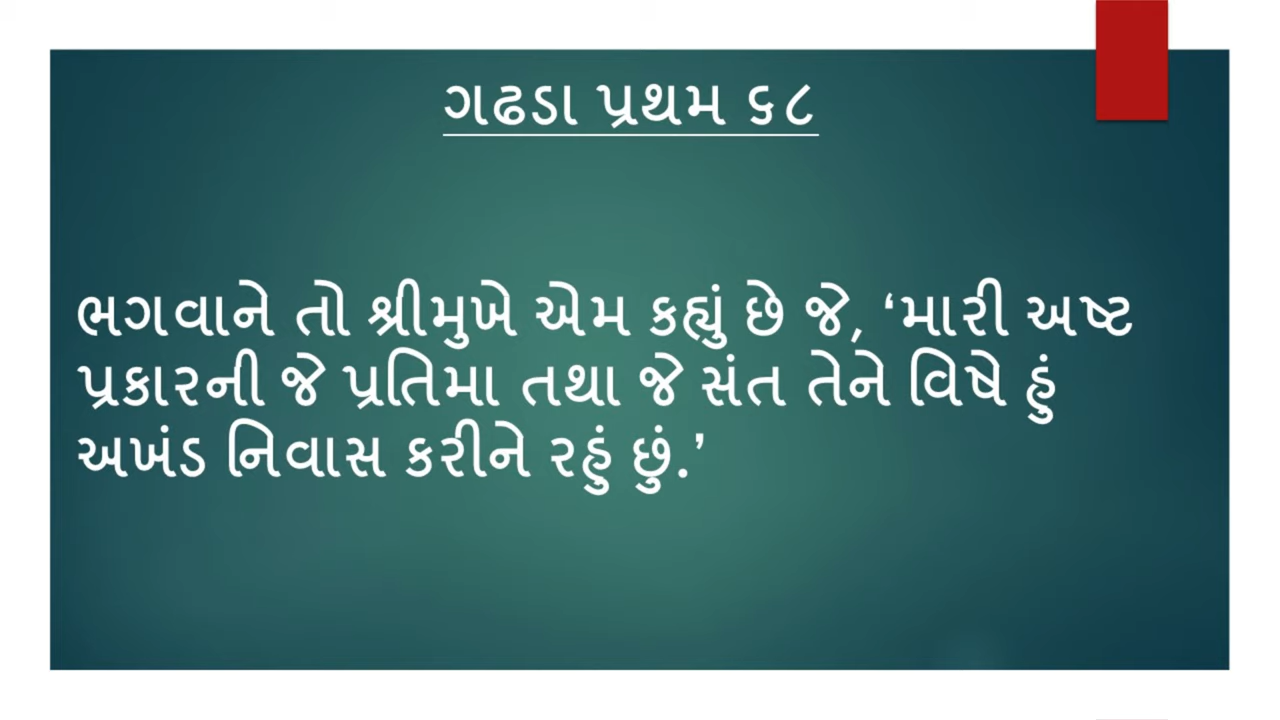 ગઢડા પ્રથમ ૬૮
ભગવાને તો શ્રીમુખે એમ કહ્યું છે જે, ‘મારી અષ્ટ
પ્રકારની જે પ્રતિમા તથા જે સંત તેને વિષે હું
અખંડ નિવાસ કરીને રહું છું.’